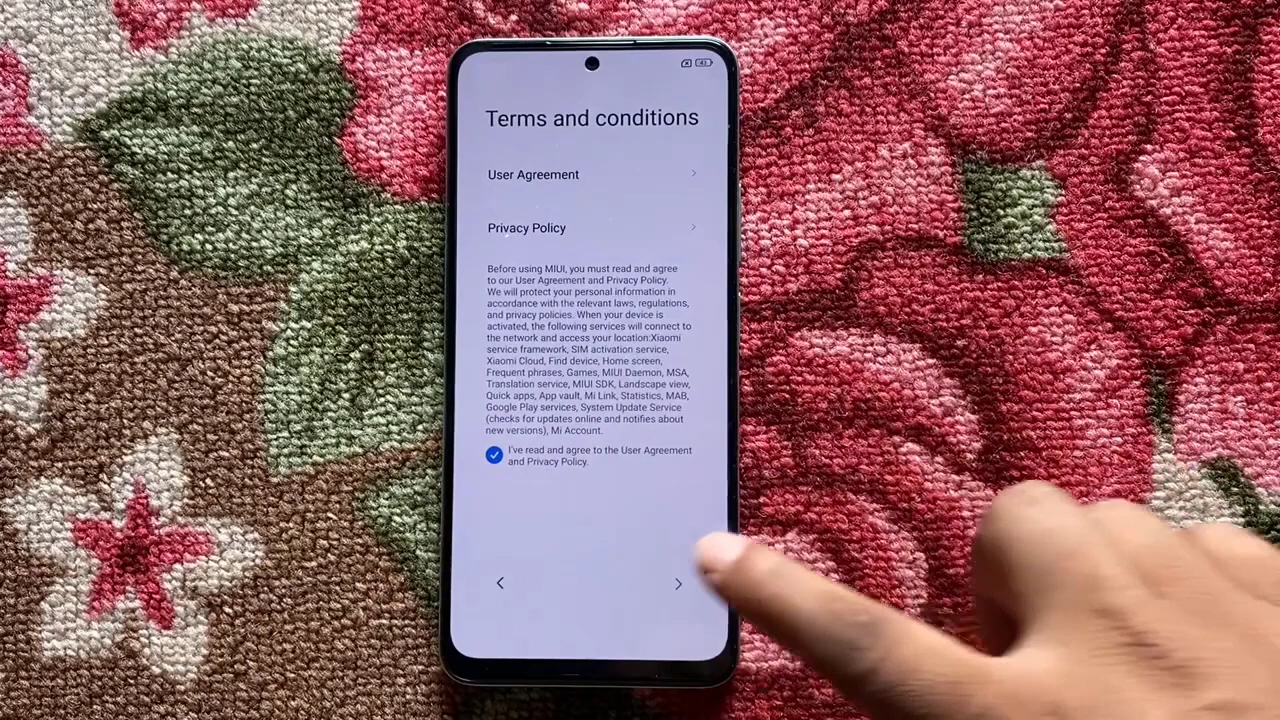 43
Terms and conditions
User Agreement
Privacy Policy
Before using MIUI, you must read and agree
to our User Agreement and Privacy Policy.
We will protect your personal information in
accordance with the relevant laws, regulations,
and privacy policies. When your device is
activated, the following services will connect to
the network and access your location:Xiaomi
service framework, SIM activation service,
Xiaomi Cloud, Find device, Home screen,
Frequent phrases, Games, MIUI Daemon, MSA,
Translation service, MIUI SDK, Landscape view,
Quick apps, App vault, Mi Link, Statistics, MAB,
Google Play services, System Update Service
(checks for updates online and notifies about
new versions), Mi Account.
I've read and agree to the User Agreement
and Privacy Policy.